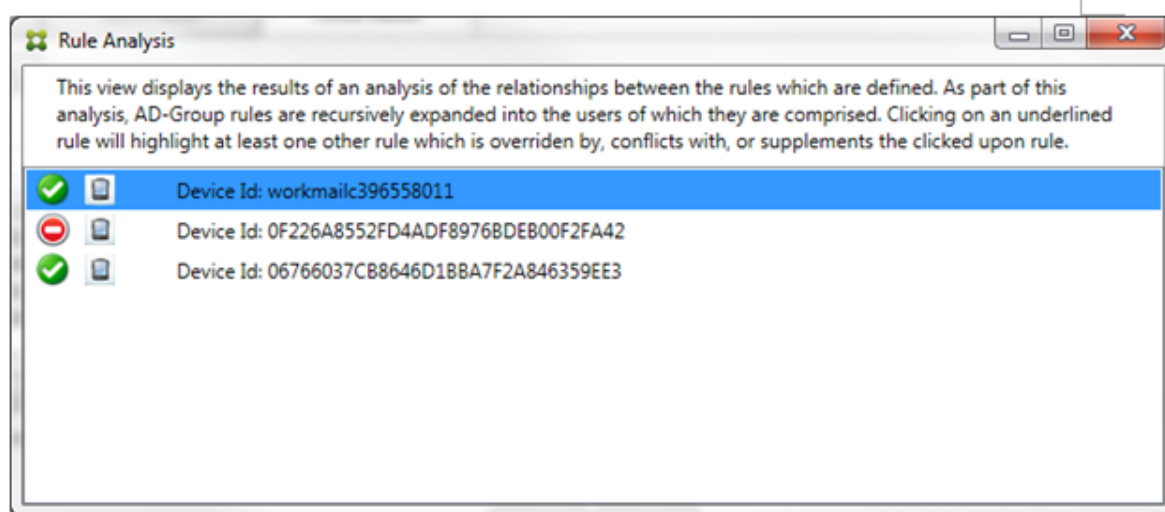 Rule Analysis
This view displays the results of an analysis of the relationships between the rules which are defined. As part of this
analysis, AD-Group rules are recursively expanded into the users of which they are comprised. Clicking on an underlined
rule will highlight at least one other rule which is overriden by, conflicts with, or supplements the clicked upon rule.
Device Id: workmailc396558011
Device Id: 0F226A8552FD4ADF8976BDEB00F2FA42
Device Id: 06766037CB8646D1BBA7F2A846359EE3